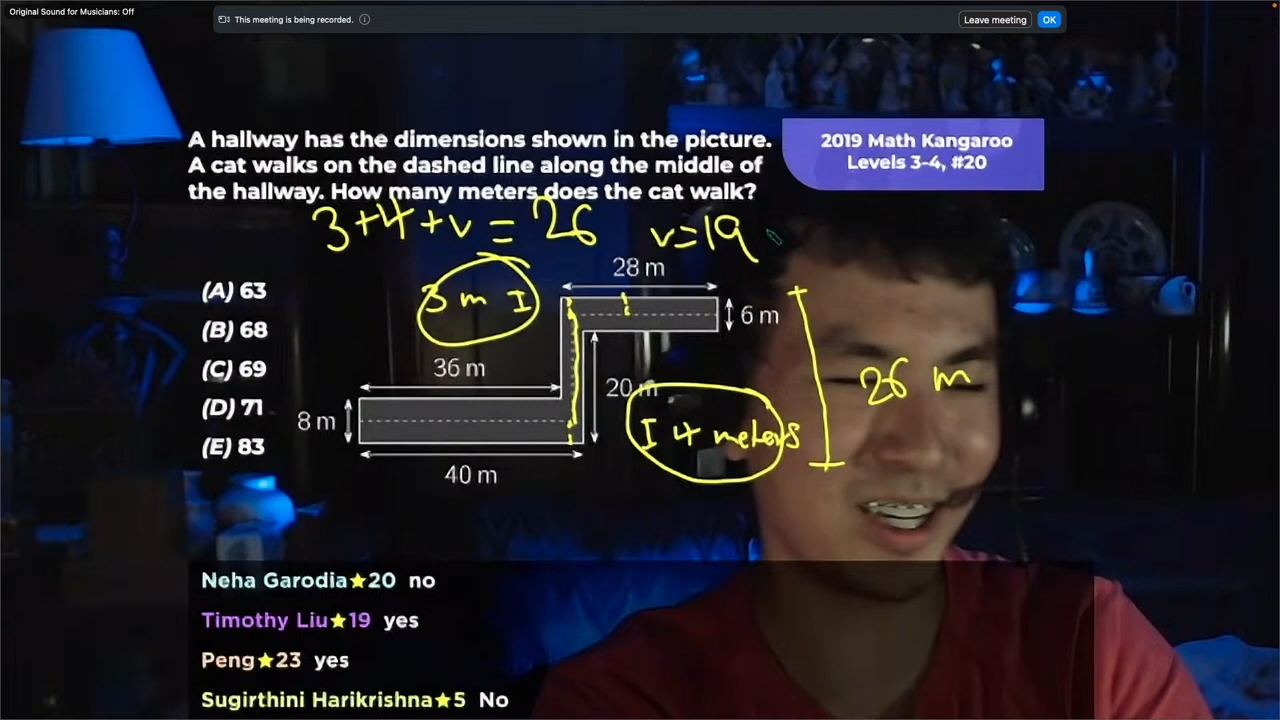 Original Sound for Musicians: Off
This meeting is being recorded.
Leave meeting
OK
A hallway has the dimensions shown in the picture.
A cat walks on the dashed line along the middle of
the hallway. How many meters does the cat walk?
2019 Math Kangaroo
Levels 3-4, #20
3+4+v=26 v=19
(A) 63
(B) 68
(C) 69
(D) 71
(E) 83
28 m
3 m I
6 m
36 m
20 m
26 m
8 m
I 4 meters
40 m
Neha Garodia★20 no
Timothy Liu★19 yes
Peng★23 yes
Sugirthini Harikrishna★5 No